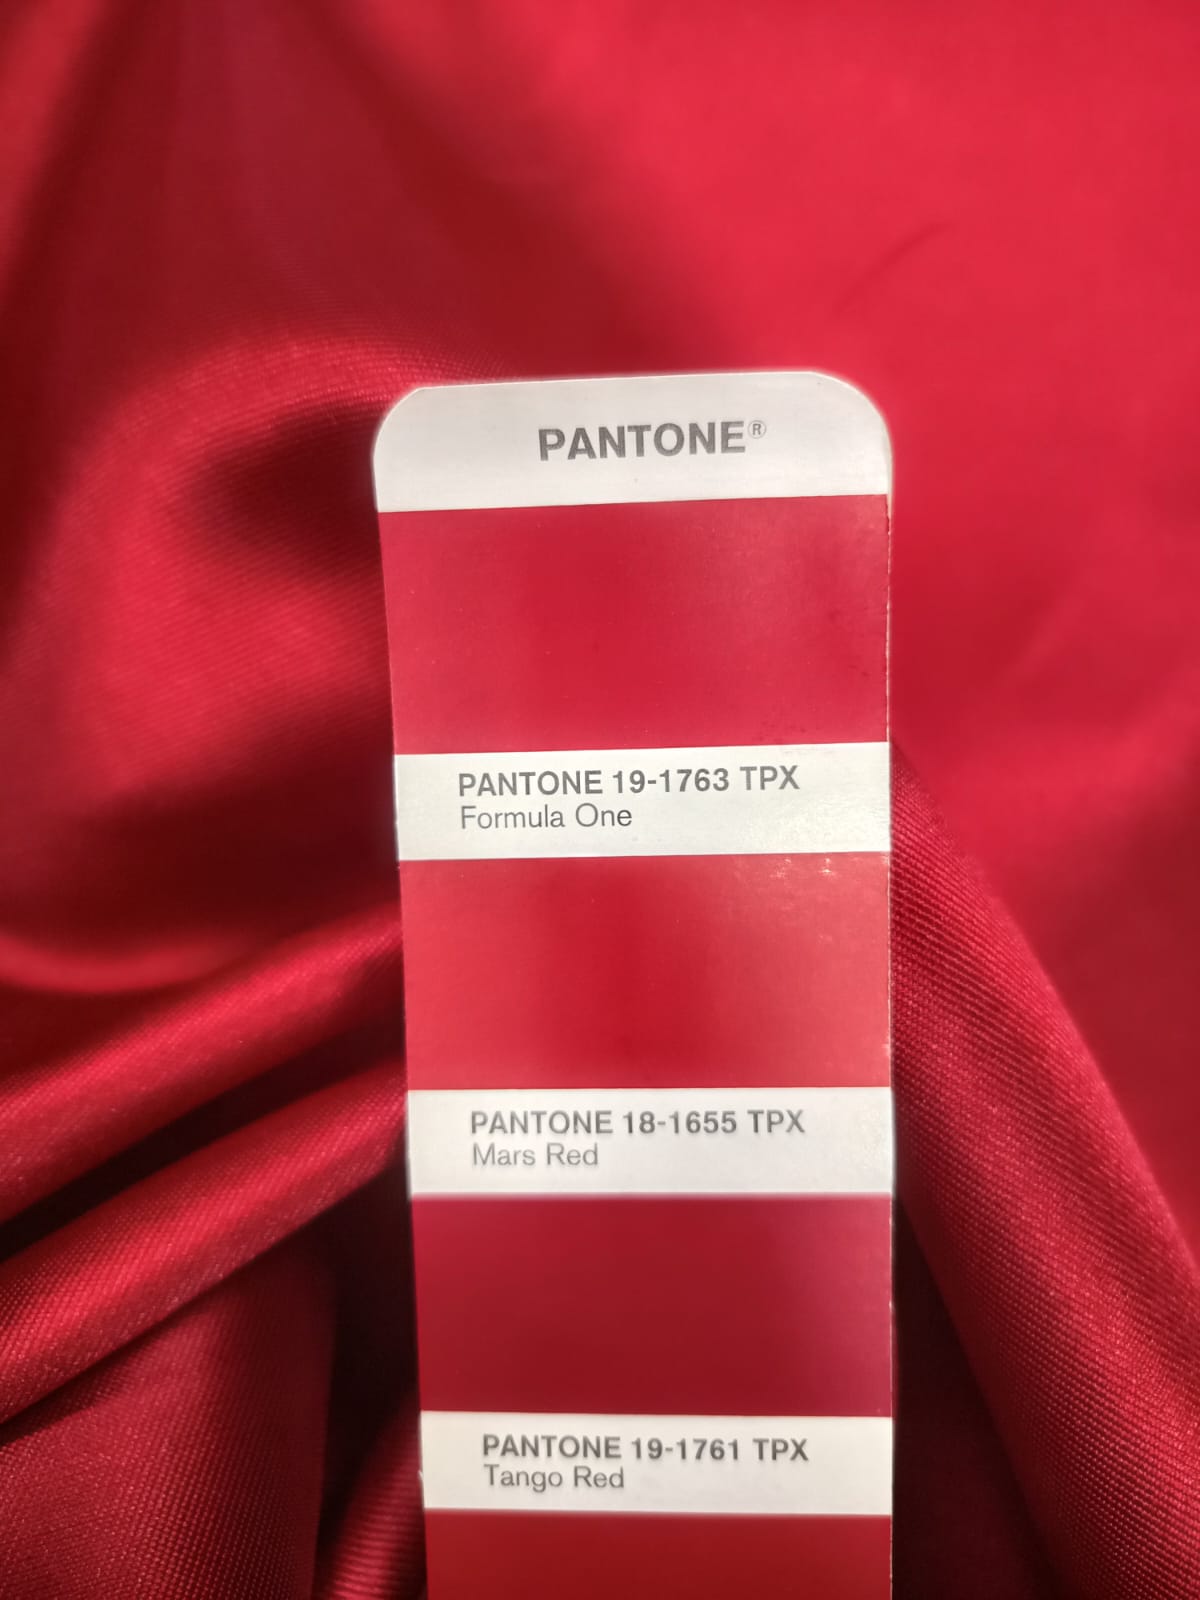 PANTONE®
PANTONE 19-1763 TPX
Formula One
PANTONE 18-1655 TPX
Mars Red
PANTONE 19-1761 TPX
Tango Red